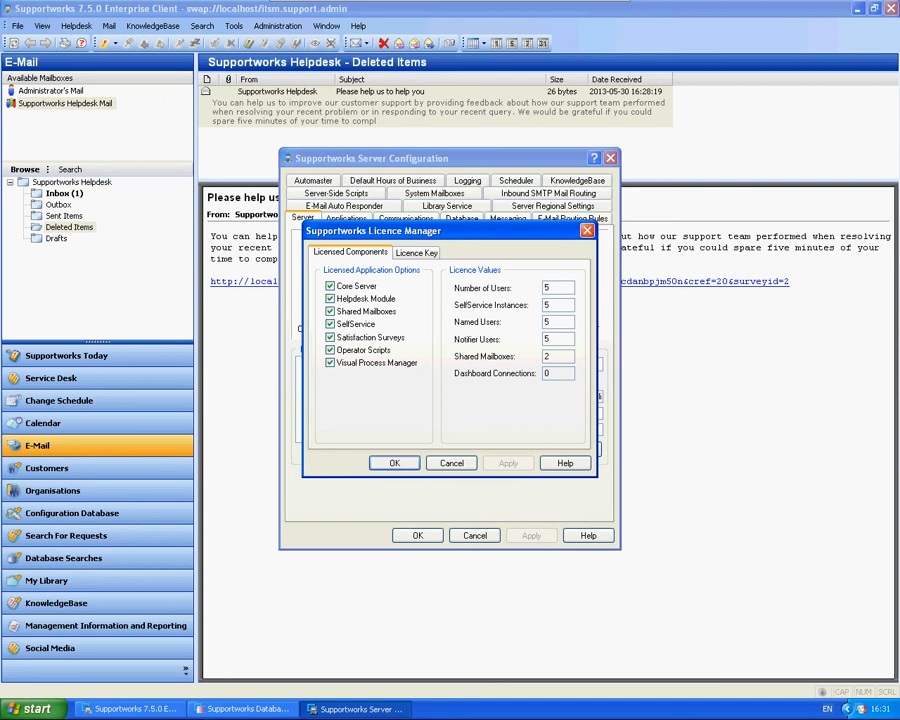 Supportworks 7.5.0 Enterprise Client - swap://localhost/itsm.support.admin
File View Helpdesk Mail KnowledgeBase Search Tools Administration Window Help
E-Mail
Available Mailboxes
Administrator's Mail
Supportworks Helpdesk Mail
Browse Search
Supportworks Helpdesk
Inbox (1)
Outbox
Sent Items
Deleted Items
Drafts
Supportworks Today
Service Desk
Change Schedule
Calendar
E-Mail
Customers
Organisations
Configuration Database
Search For Requests
Database Searches
My Library
KnowledgeBase
Management Information and Reporting
Social Media
Supportworks Helpdesk - Deleted Items
From Subject Size Date Received
Supportworks Helpdesk Please help us to help you 26 bytes 2013-05-30 16:28:19
You can help us to improve our customer support by providing feedback about how our support team performed
when resolving your recent problem or in responding to your recent query. We would be grateful if you could
spare five minutes of your time to compl
Please help us
From: Supportwo
You can help out how our support team performed when resolving
your recent ateful if you could spare five minutes of your
time to comp
http://local cdanbpjm50n&cref=20&surveyid=2
Supportworks Server Configuration
Automaster Default Hours of Business Logging Scheduler KnowledgeBase
Server-Side Scripts System Mailboxes Inbound SMTP Mail Routing
E-Mail Auto Responder Library Service Server Regional Settings
Server Applications Communications Database Messaging E-Mail Routing Rules
Supportworks Licence Manager
Licensed Components Licence Key
Licensed Application Options
Core Server
Helpdesk Module
Shared Mailboxes
SelfService
Satisfaction Surveys
Operator Scripts
Visual Process Manager
Licence Values
Number of Users: 5
SelfService Instances: 5
Named Users: 5
Notifier Users: 5
Shared Mailboxes: 2
Dashboard Connections: 0
OK Cancel Apply Help
OK Cancel Apply Help
CAP NUM SCRL
start Supportworks 7.5.0 E... Supportworks Databa... Supportworks Server ... EN 16:31